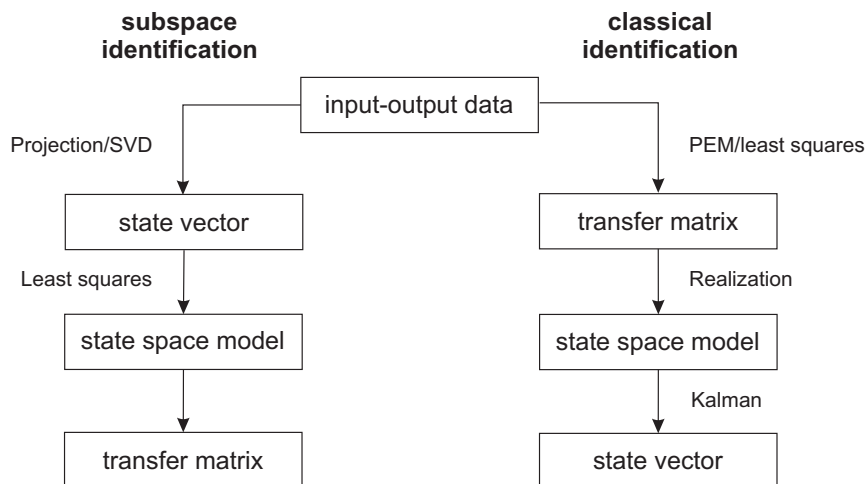 subspace
identification
classical
identification
input-output data
Projection/SVD
PEM/least squares
state vector
transfer matrix
Least squares
Realization
state space model
state space model
Kalman
transfer matrix
state vector